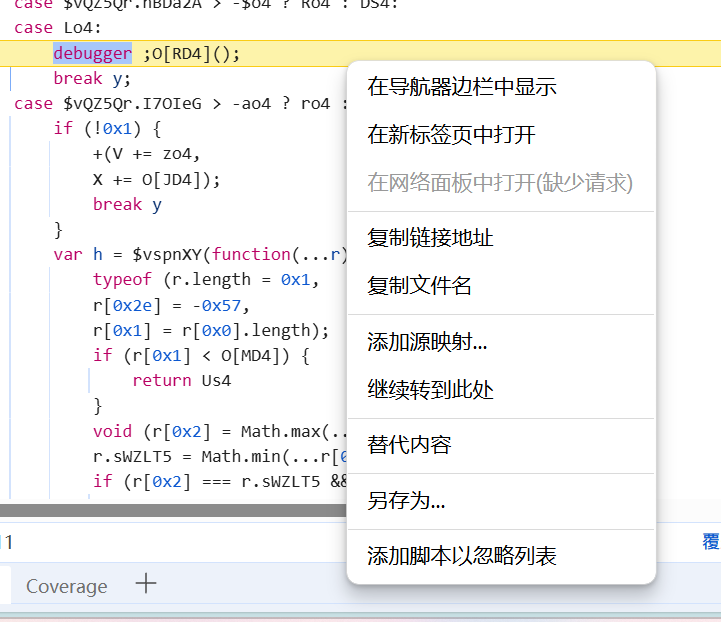 case $vQZ5Qr.nBDa2A > -$o4 ? Ro4 : DS4:
case Lo4:
debugger ;O[RD4]();
break y;
case $vQZ5Qr.I7OIeG > -ao4 ? ro4 :
if (!0x1) {
+(V += zo4,
X += O[JD4]);
break y
}
var h = $vspnXY(function(...r)
typeof (r.length = 0x1,
r[0x2e] = -0x57,
r[0x1] = r[0x0].length);
if (r[0x1] < O[MD4]) {
return Us4
}
void (r[0x2] = Math.max(..
r.sWZLT5 = Math.min(...r[0
if (r[0x2] === r.sWZLT5 &&
在导航器边栏中显示
在新标签页中打开
在网络面板中打开(缺少请求)
复制链接地址
复制文件名
添加源映射...
继续转到此处
替代内容
另存为...
添加脚本以忽略列表
1
覆
Coverage +